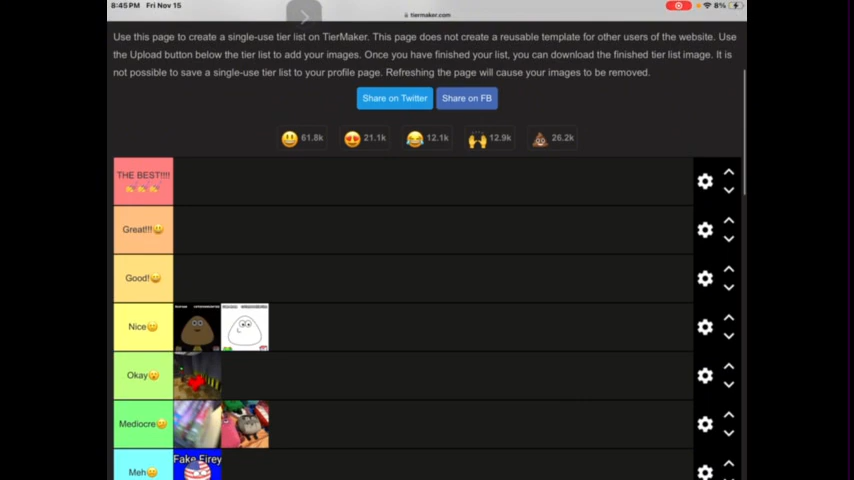 8:45 PM Fri Nov 15
8%
tiermaker.com
Use this page to create a single-use tier list on TierMaker. This page does not create a reusable template for other users of the website. Use
the Upload button below the tier list to add your images. Once you have finished your list, you can download the finished tier list image. It is
not possible to save a single-use tier list to your profile page. Refreshing the page will cause your images to be removed.
Share on Twitter Share on FB
😃 61.8k 😍 21.1k 😂 12.1k 🙌 12.9k 💩 26.2k
THE BEST!!!!
Great!!!😃
Good!😄
Nice😊
Okay😯
Mediocre😕
Fake Firey
Meh😐